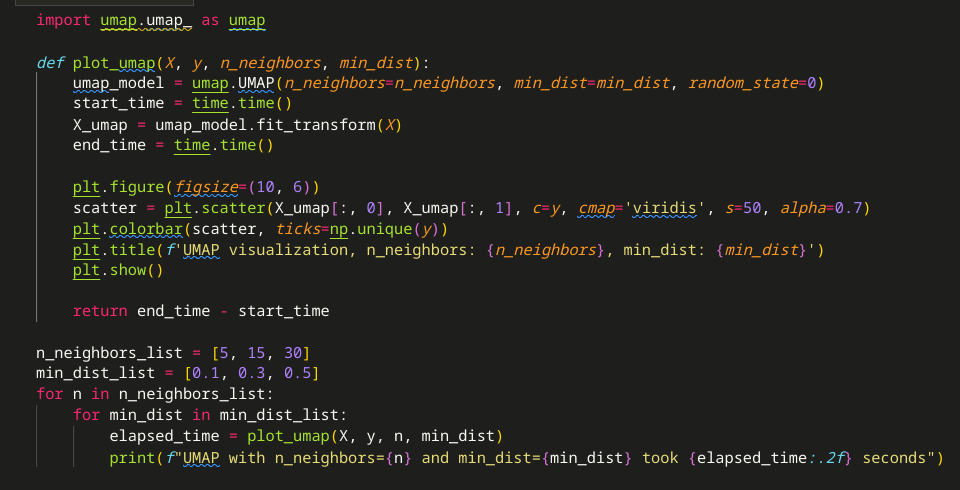 import umap.umap_ as umap
def plot_umap(X, y, n_neighbors, min_dist):
umap_model = umap.UMAP(n_neighbors=n_neighbors, min_dist=min_dist, random_state=0)
start_time = time.time()
X_umap = umap_model.fit_transform(X)
end_time = time.time()
plt.figure(figsize=(10, 6))
scatter = plt.scatter(X_umap[:, 0], X_umap[:, 1], c=y, cmap='viridis', s=50, alpha=0.7)
plt.colorbar(scatter, ticks=np.unique(y))
plt.title(f'UMAP visualization, n_neighbors: {n_neighbors}, min_dist: {min_dist}')
plt.show()
return end_time - start_time
n_neighbors_list = [5, 15, 30]
min_dist_list = [0.1, 0.3, 0.5]
for n in n_neighbors_list:
for min_dist in min_dist_list:
elapsed_time = plot_umap(X, y, n, min_dist)
print(f"UMAP with n_neighbors={n} and min_dist={min_dist} took {elapsed_time:.2f} seconds")